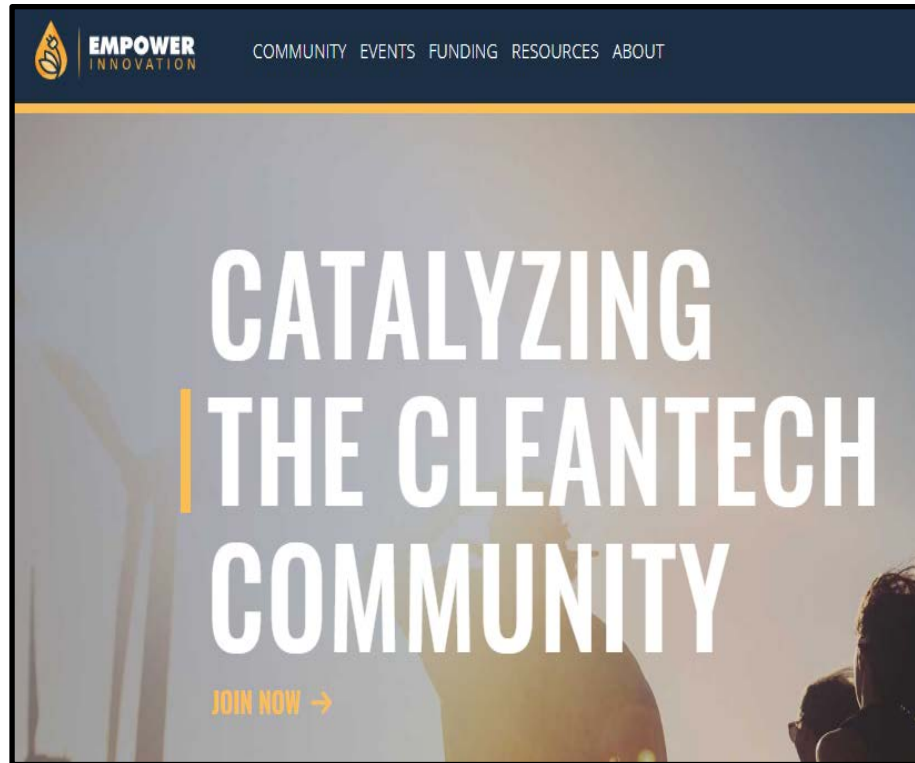 EMPOWER
INNOVATION
COMMUNITY EVENTS FUNDING RESOURCES ABOUT
CATALYZING
THE CLEANTECH
COMMUNITY
JOIN NOW →